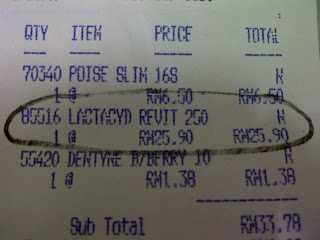 QTY ITEM PRICE TOTAL
70340 POISE SLIM 16S N
1 @ RM6.50 RM6.50
85516 LACTACYD REVIT 250 N
1 @ RM25.90 RM25.90
55420 DENTYNE B/BERRY 10 N
1 @ RM1.38 RM1.38
Sub Total RM33.78